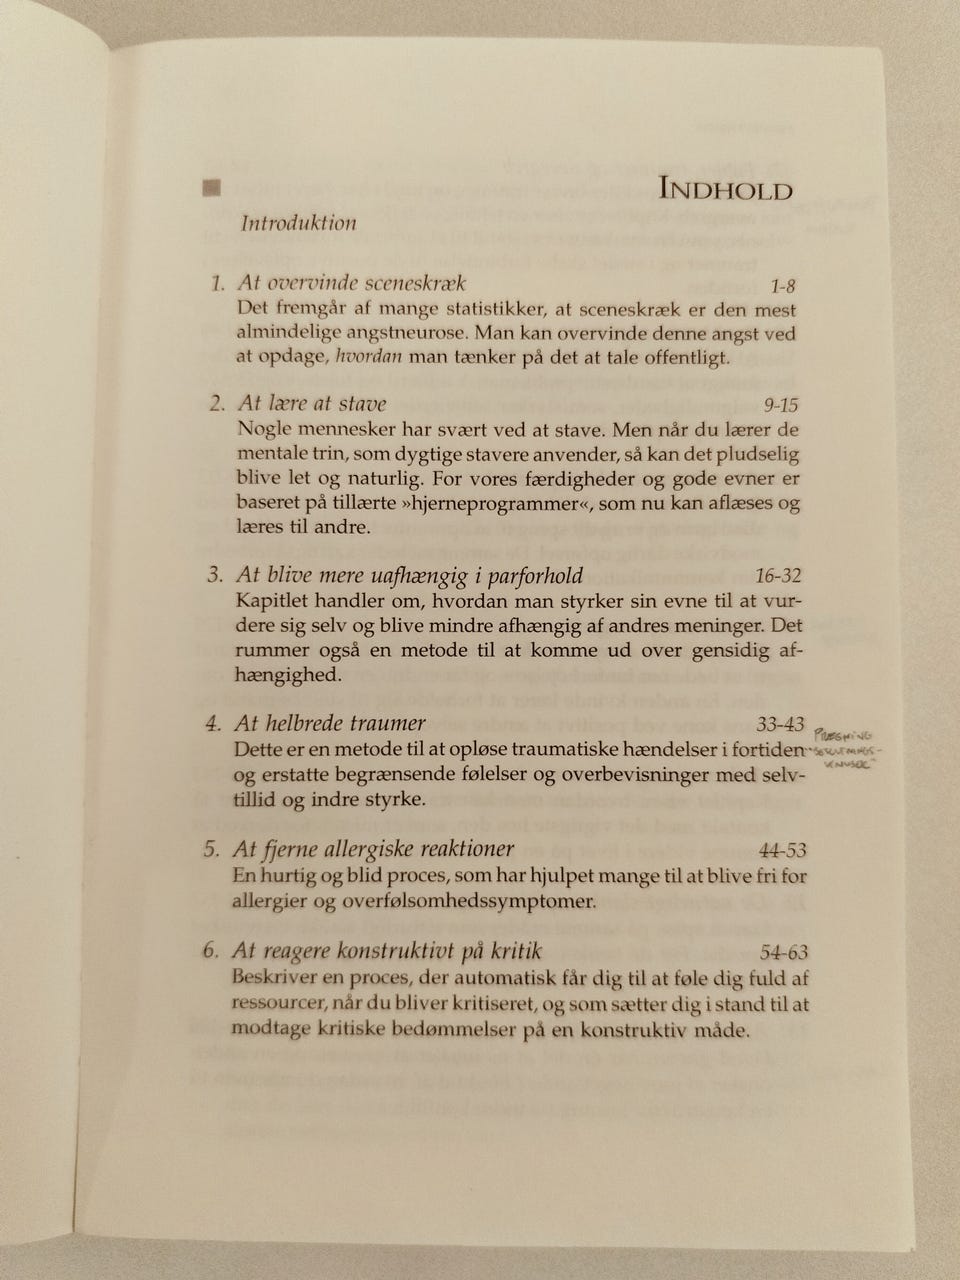 INDHOLD
Introduktion
1. At overvinde sceneskræk 1-8
Det fremgår af mange statistikker, at sceneskræk er den mest
almindelige angstneurose. Man kan overvinde denne angst ved
at opdage, hvordan man tænker på det at tale offentligt.
2. At lære at stave 9-15
Nogle mennesker har svært ved at stave. Men når du lærer de
mentale trin, som dygtige stavere anvender, så kan det pludselig
blive let og naturlig. For vores færdigheder og gode evner er
baseret på tillærte »hjerneprogrammer«, som nu kan aflæses og
læres til andre.
3. At blive mere uafhængig i parforhold 16-32
Kapitlet handler om, hvordan man styrker sin evne til at vur-
dere sig selv og blive mindre afhængig af andres meninger. Det
rummer også en metode til at komme ud over gensidig af-
hængighed.
4. At helbrede traumer 33-43
PRÆGNING
Dette er en metode til at opløse traumatiske hændelser i fortiden
og erstatte begrænsende følelser og overbevisninger med selv-
tillid og indre styrke.
5. At fjerne allergiske reaktioner 44-53
En hurtig og blid proces, som har hjulpet mange til at blive fri for
allergier og overfølsomhedssymptomer.
6. At reagere konstruktivt på kritik 54-63
Beskriver en proces, der automatisk får dig til at føle dig fuld af
ressourcer, når du bliver kritiseret, og som sætter dig i stand til at
modtage kritiske bedømmelser på en konstruktiv måde.